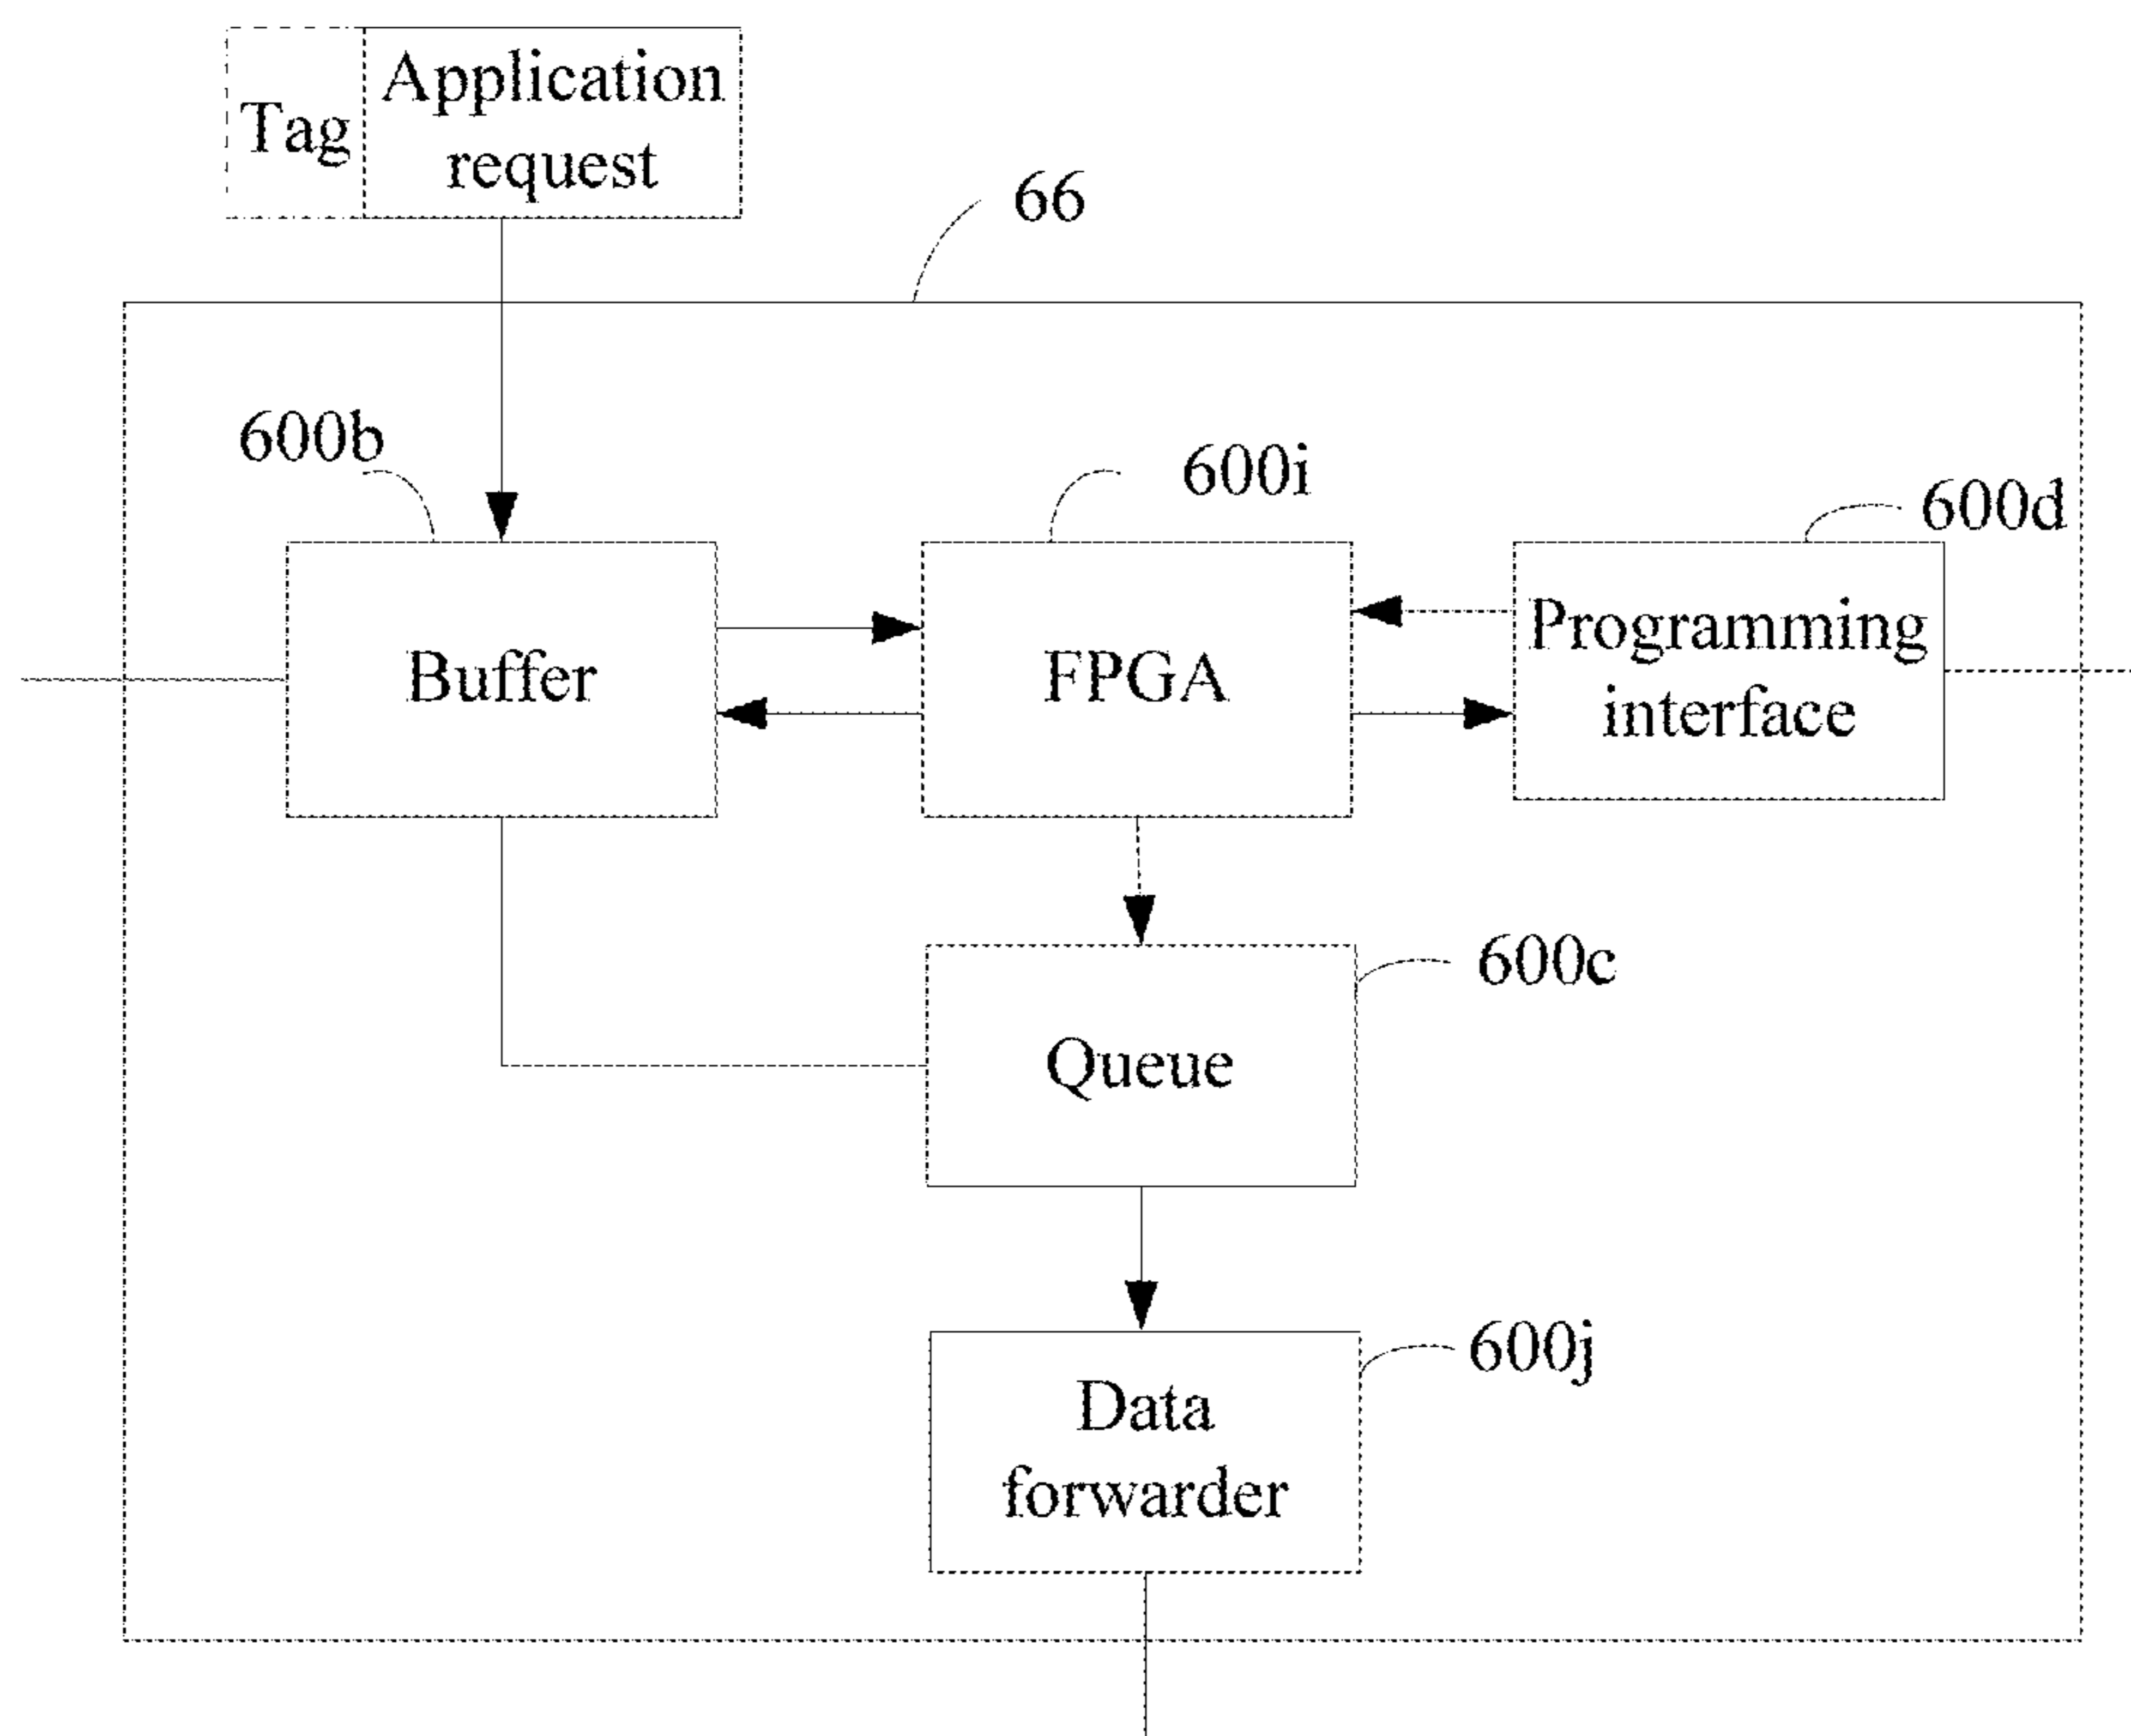 Tag
Application
request
66
600b
600i
600d
Buffer
FPGA
Programming
interface
600c
Queue
600j
Data
forwarder